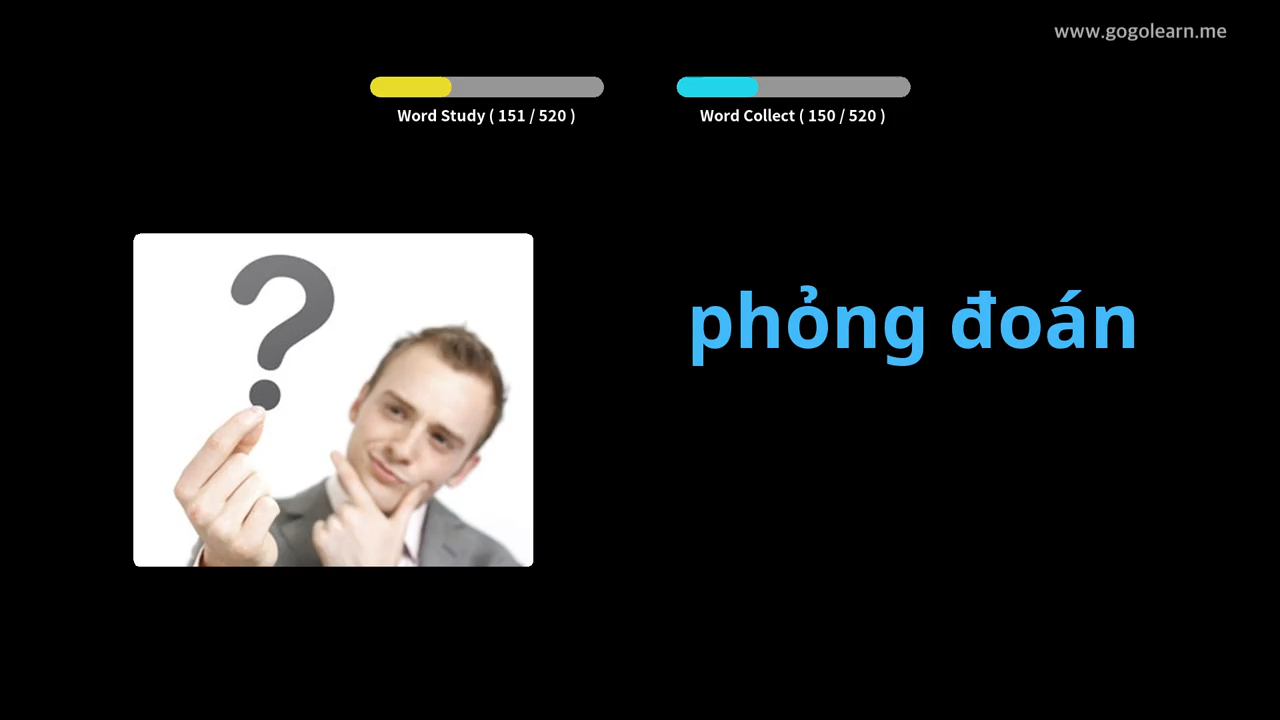 www.gogolearn.me
Word Study ( 151 / 520 )
Word Collect ( 150 / 520 )
?
phỏng đoán